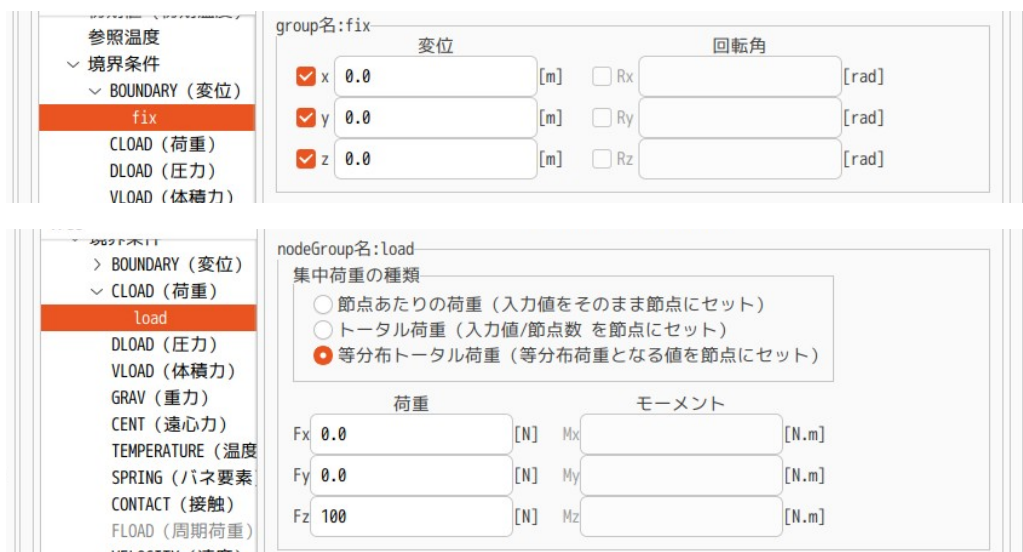 group名:fix
参照温度
変位 回転角
境界条件
x 0.0 [m] Rx [rad]
BOUNDARY (変位)
fix
y 0.0 [m] Ry [rad]
CLOAD (荷重)
z 0.0 [m] Rz [rad]
DLOAD (圧力)
VLOAD (体積力)
境界条件
nodeGroup名:load
BOUNDARY (変位)
集中荷重の種類
CLOAD (荷重)
節点あたりの荷重 (入力値をそのまま節点にセット)
load
トータル荷重 (入力値/節点数 を節点にセット)
DLOAD (圧力)
等分布トータル荷重 (等分布荷重となる値を節点にセット)
VLOAD (体積力)
GRAV (重力)
荷重 モーメント
CENT (遠心力)
Fx 0.0 [N] Mx [N.m]
TEMPERATURE (温度
SPRING (バネ要素)
Fy 0.0 [N] My [N.m]
CONTACT (接触)
Fz 100 [N] Mz [N.m]
FLOAD (周期荷重)